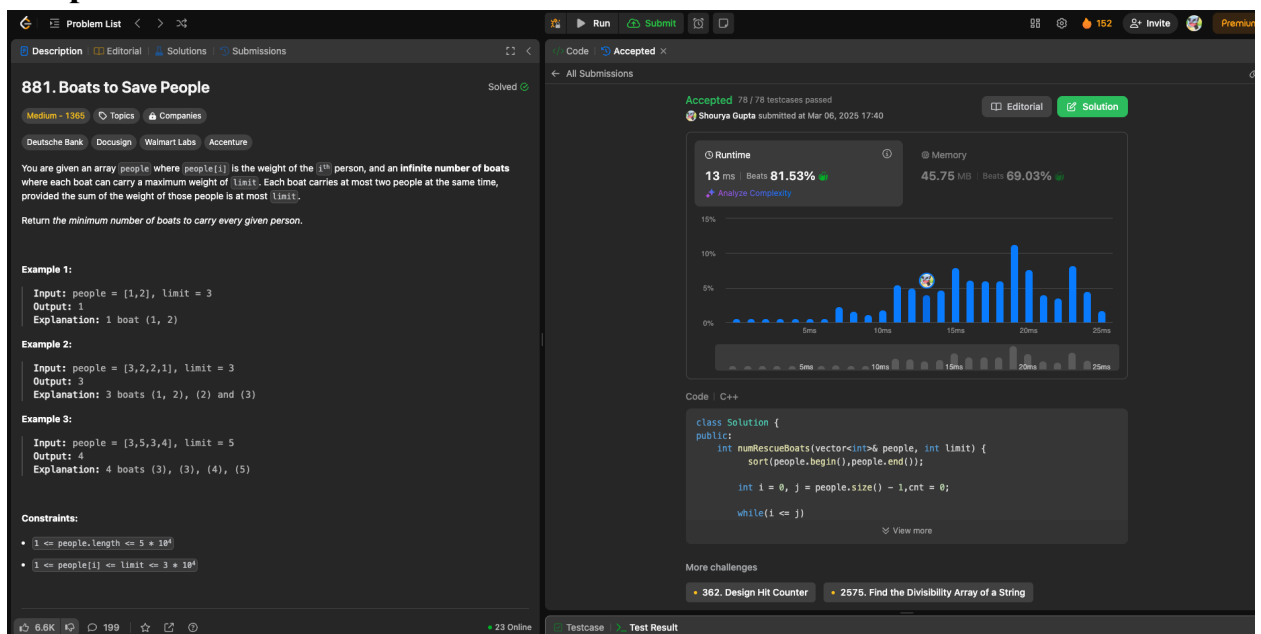 Problem List
Run
Submit
152
Invite
Premium
Description
Editorial
Solutions
Submissions
Code
Accepted ×
← All Submissions
881. Boats to Save People
Solved
Medium - 1365
Topics
Companies
Deutsche Bank
Docusign
Walmart Labs
Accenture
You are given an array people where people[i] is the weight of the ith person, and an infinite number of boats
where each boat can carry a maximum weight of limit. Each boat carries at most two people at the same time,
provided the sum of the weight of those people is at most limit.
Return the minimum number of boats to carry every given person.
Example 1:
Input: people = [1,2], limit = 3
Output: 1
Explanation: 1 boat (1, 2)
Example 2:
Input: people = [3,2,2,1], limit = 3
Output: 3
Explanation: 3 boats (1, 2), (2) and (3)
Example 3:
Input: people = [3,5,3,4], limit = 5
Output: 4
Explanation: 4 boats (3), (3), (4), (5)
Constraints:
• 1 <= people.length <= 5 * 10⁴
• 1 <= people[i] <= limit <= 3 * 10⁴
6.6K
199
• 23 Online
Accepted 78 / 78 testcases passed
Shourya Gupta submitted at Mar 06, 2025 17:40
Editorial
Solution
Runtime
13 ms | Beats 81.53%
Analyze Complexity
Memory
45.75 MB | Beats 69.03%
15%
10%
5%
0%
5ms 10ms 15ms 20ms 25ms
5ms 10ms 15ms 20ms 25ms
Code | C++
class Solution {
public:
int numRescueBoats(vector<int>& people, int limit) {
sort(people.begin(),people.end());
int i = 0, j = people.size() - 1,cnt = 0;
while(i <= j)
View more
More challenges
• 362. Design Hit Counter
• 2575. Find the Divisibility Array of a String
Testcase
Test Result